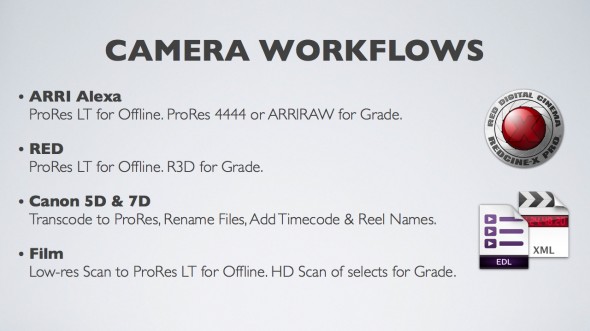 CAMERA WORKFLOWS
• ARRI Alexa
ProRes LT for Offline. ProRes 4444 or ARRIRAW for Grade.
• RED
ProRes LT for Offline. R3D for Grade.
• Canon 5D & 7D
Transcode to ProRes, Rename Files, Add Timecode & Reel Names.
• Film
Low-res Scan to ProRes LT for Offline. HD Scan of selects for Grade.
RED DIGITAL CINEMA
REDCINE-X PRO
XML
EDL